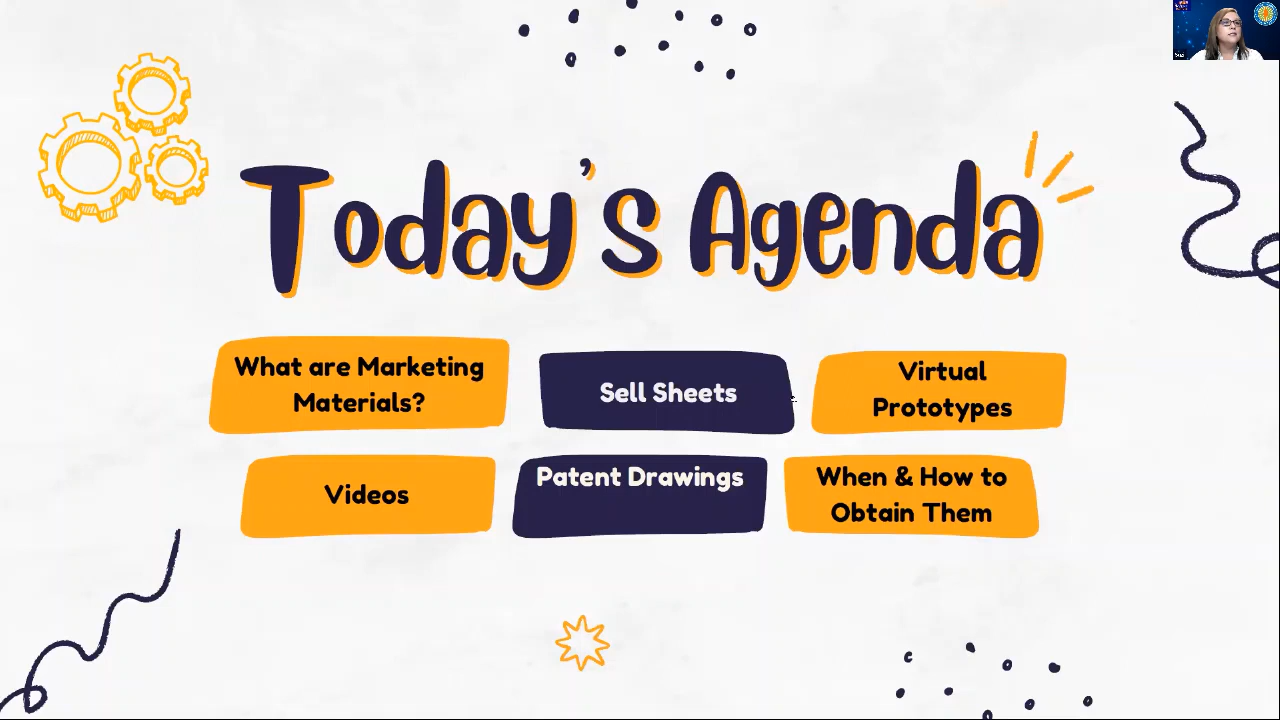 Today's Agenda
What are Marketing
Materials?
Sell Sheets
Virtual
Prototypes
Videos
Patent Drawings
When & How to
Obtain Them